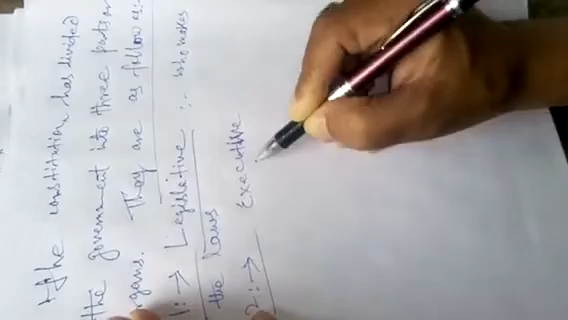 The constitution has divided
the government into three parts or
organs. They are as follows:-
1:→ Legislative :- who makes
the laws
2:→ Executive